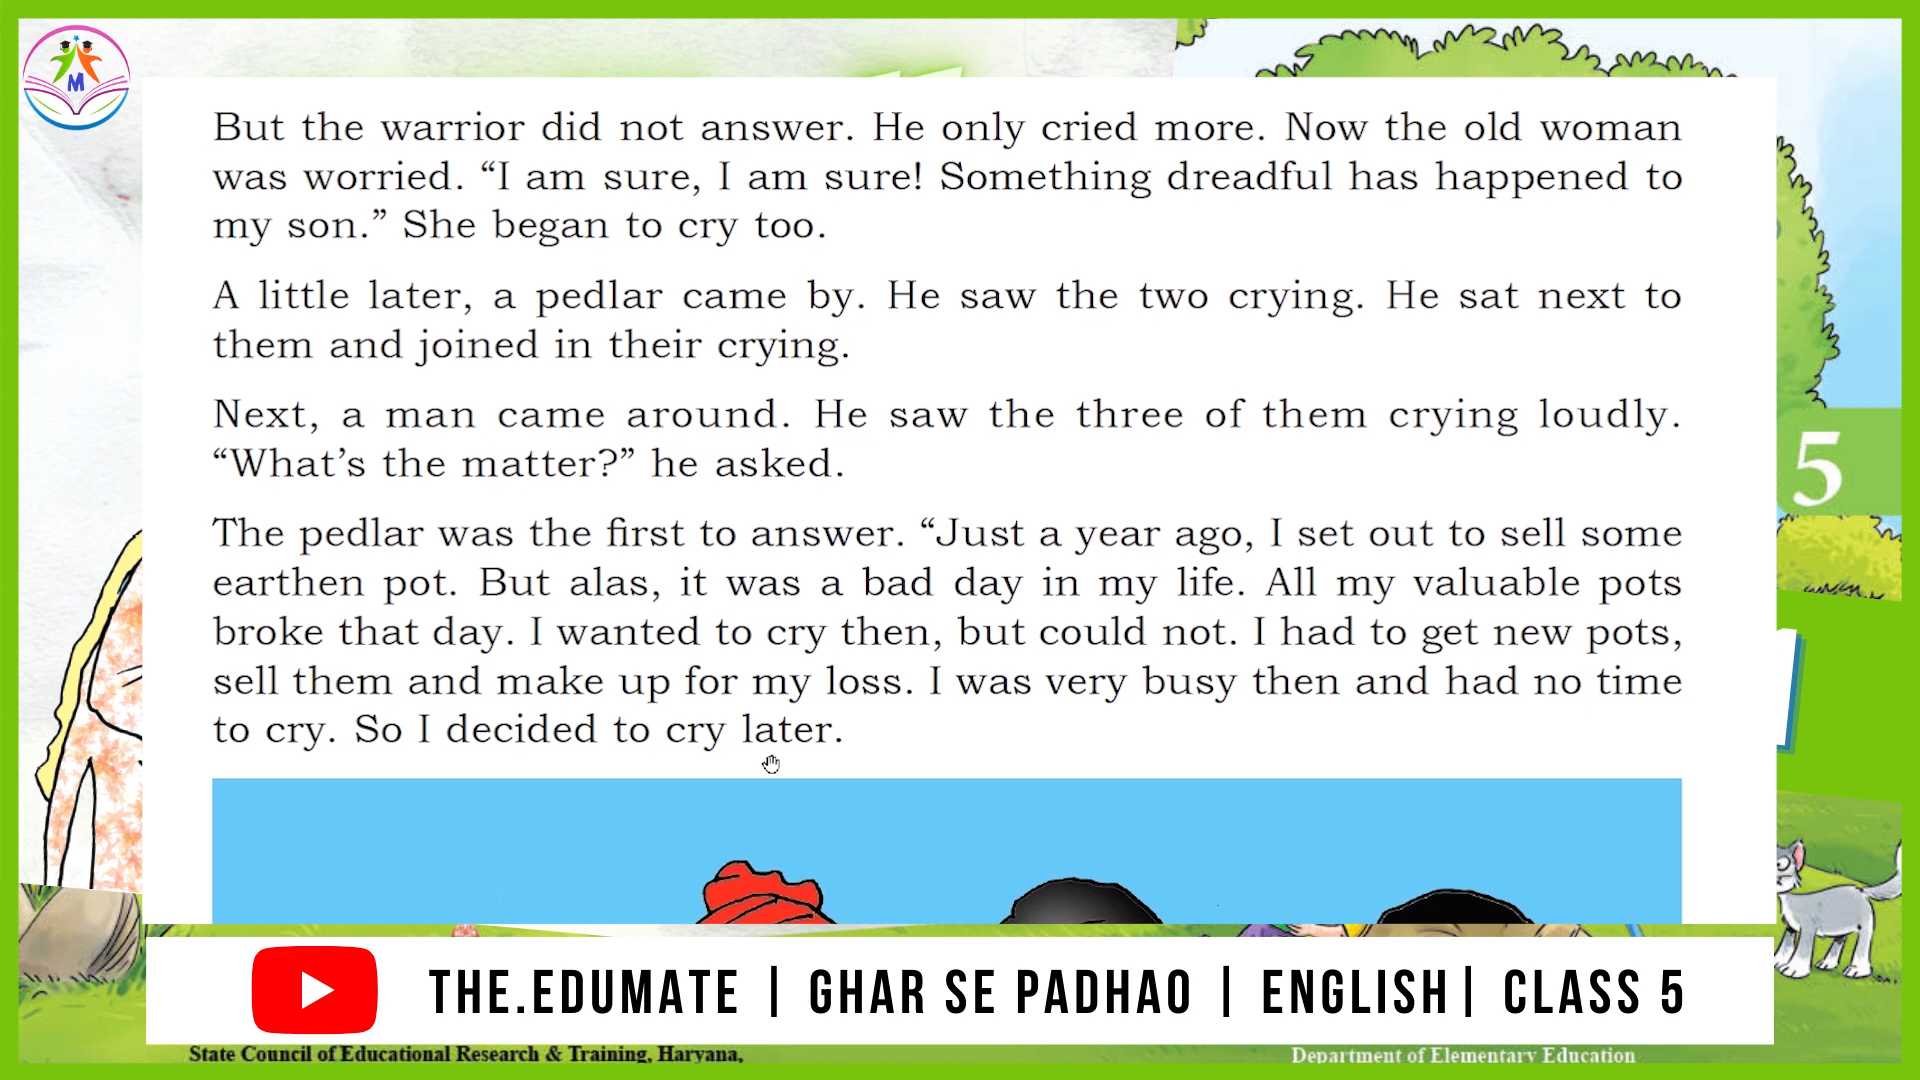 M
But the warrior did not answer. He only cried more. Now the old woman
was worried. “I am sure, I am sure! Something dreadful has happened to
my son.” She began to cry too.
A little later, a pedlar came by. He saw the two crying. He sat next to
them and joined in their crying.
Next, a man came around. He saw the three of them crying loudly.
“What’s the matter?” he asked.
The pedlar was the first to answer. “Just a year ago, I set out to sell some
earthen pot. But alas, it was a bad day in my life. All my valuable pots
broke that day. I wanted to cry then, but could not. I had to get new pots,
sell them and make up for my loss. I was very busy then and had no time
to cry. So I decided to cry later.
5
THE.EDUMATE | GHAR SE PADHAO | ENGLISH| CLASS 5
State Council of Educational Research & Training, Haryana,
Department of Elementary Education